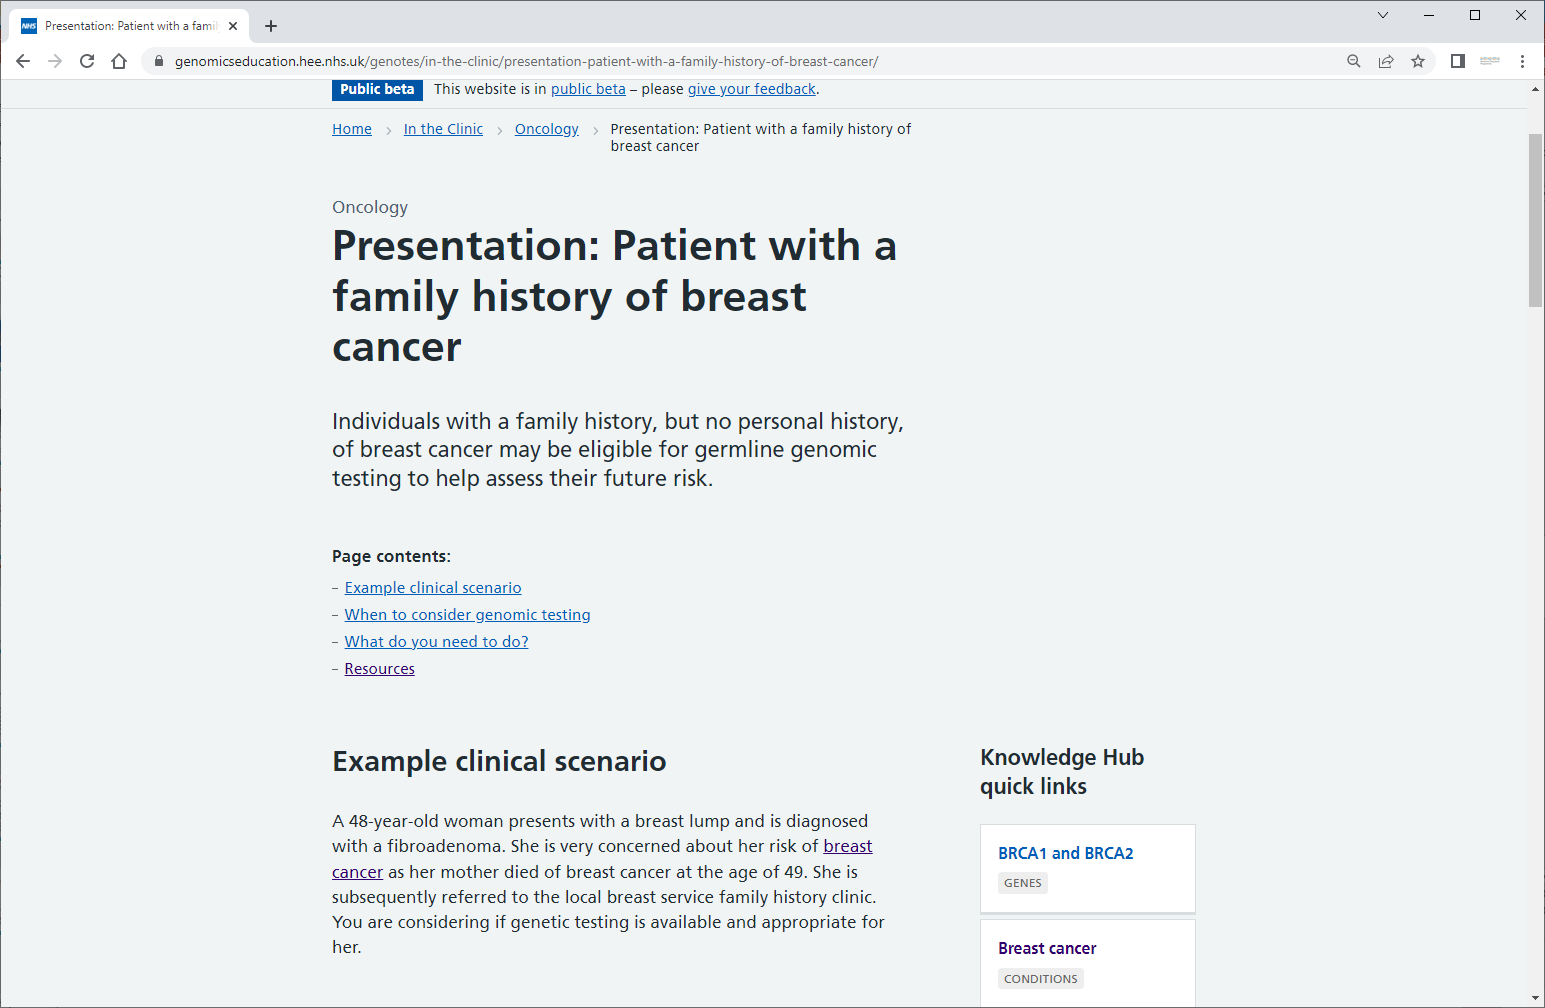 NHS Presentation: Patient with a fami
genomicseducation.hee.nhs.uk/genotes/in-the-clinic/presentation-patient-with-a-family-history-of-breast-cancer/
Public beta This website is in public beta – please give your feedback.
Home In the Clinic Oncology Presentation: Patient with a family history of
breast cancer
Oncology
Presentation: Patient with a
family history of breast
cancer
Individuals with a family history, but no personal history,
of breast cancer may be eligible for germline genomic
testing to help assess their future risk.
Page contents:
– Example clinical scenario
– When to consider genomic testing
– What do you need to do?
– Resources
Example clinical scenario
A 48-year-old woman presents with a breast lump and is diagnosed
with a fibroadenoma. She is very concerned about her risk of breast
cancer as her mother died of breast cancer at the age of 49. She is
subsequently referred to the local breast service family history clinic.
You are considering if genetic testing is available and appropriate for
her.
Knowledge Hub
quick links
BRCA1 and BRCA2
GENES
Breast cancer
CONDITIONS